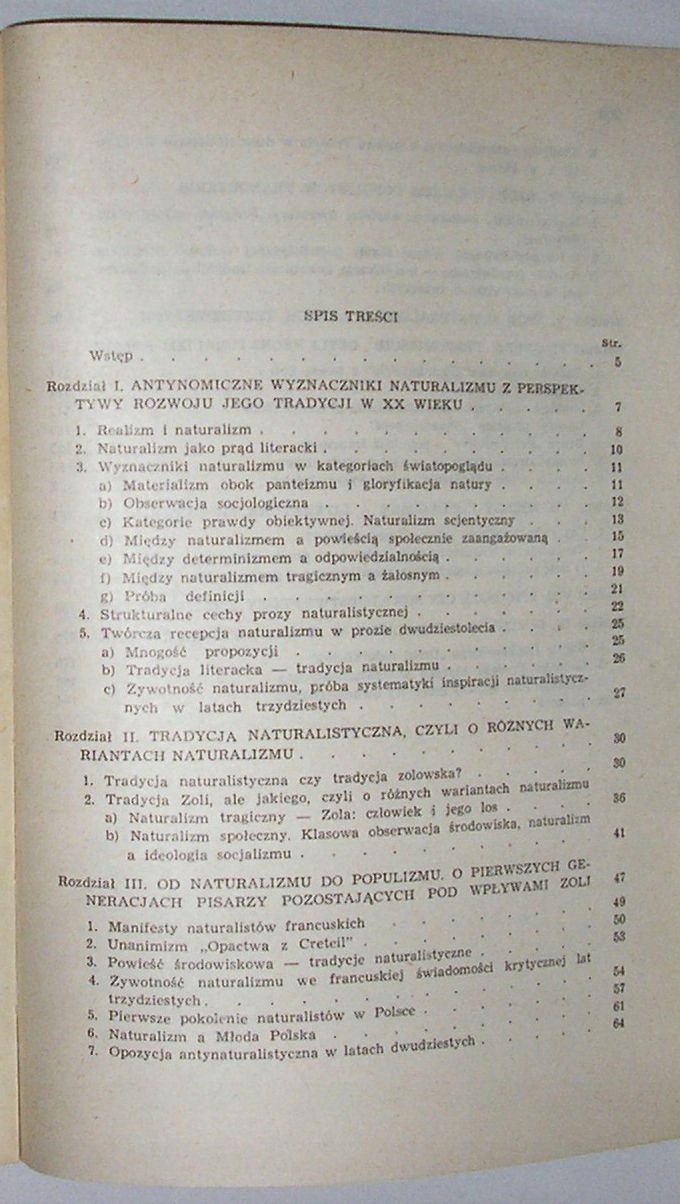 SPIS TREŚCI
Str.
Wstęp . . . . . . . . . . . . . . . . . 5
Rozdział I. ANTYNOMICZNE WYZNACZNIKI NATURALIZMU Z PERSPEK-
TYWY ROZWOJU JEGO TRADYCJI W XX WIEKU . . . . . 7
1. Realizm i naturalizm . . . . . . . . . . . . 8
2. Naturalizm jako prąd literacki . . . . . . . . . . 10
3. Wyznaczniki naturalizmu w kategoriach światopoglądu . . . . 11
a) Materializm obok panteizmu i gloryfikacja natury . . . . 11
b) Obserwacja socjologiczna . . . . . . . . . . 12
c) Kategorie prawdy obiektywnej. Naturalizm scjentyczny . . . 13
d) Między naturalizmem a powieścią społecznie zaangażowaną . 15
e) Między determinizmem a odpowiedzialnością . . . . . . 17
f) Między naturalizmem tragicznym a żałosnym . . . . . . 19
g) Próba definicji . . . . . . . . . . . . 21
4. Strukturalne cechy prozy naturalistycznej . . . . . . . 22
5. Twórcza recepcja naturalizmu w prozie dwudziestolecia . . . . 25
a) Mnogość propozycji . . . . . . . . . . . 25
b) Tradycja literacka — tradycja naturalizmu . . . . . . 26
c) Żywotność naturalizmu, próba systematyki inspiracji naturalistycz-
nych w latach trzydziestych . . . . . . . . . 27
Rozdział II. TRADYCJA NATURALISTYCZNA, CZYLI O RÓŻNYCH WA-
RIANTACH NATURALIZMU . . . . . . . . . . . 30
1. Tradycja naturalistyczna czy tradycja zolowska? . . . . . 30
2. Tradycja Zoli, ale jakiego, czyli o różnych wariantach naturalizmu
a) Naturalizm tragiczny — Zola: człowiek i jego los . . . . 36
b) Naturalizm społeczny. Klasowa obserwacja środowiska, naturalizm
a ideologia socjalizmu . . . . . . . . . . . 41
Rozdział III. OD NATURALIZMU DO POPULIZMU. O PIERWSZYCH GE-
NERACJACH PISARZY POZOSTAJĄCYCH POD WPŁYWAMI ZOLI 47
1. Manifesty naturalistów francuskich . . . . . . . 49
2. Unanimizm „Opactwa z Creteil" . . . . . . . . 50
3. Powieść środowiskowa — tradycje naturalistyczne . . . . . 53
4. Żywotność naturalizmu we francuskiej świadomości krytycznej lat
trzydziestych . . . . . . . . . . . . . 54
5. Pierwsze pokolenie naturalistów w Polsce . . . . . . 57
6. Naturalizm a Młoda Polska . . . . . . . . . 61
7. Opozycja antynaturalistyczna w latach dwudziestych . . . . 64